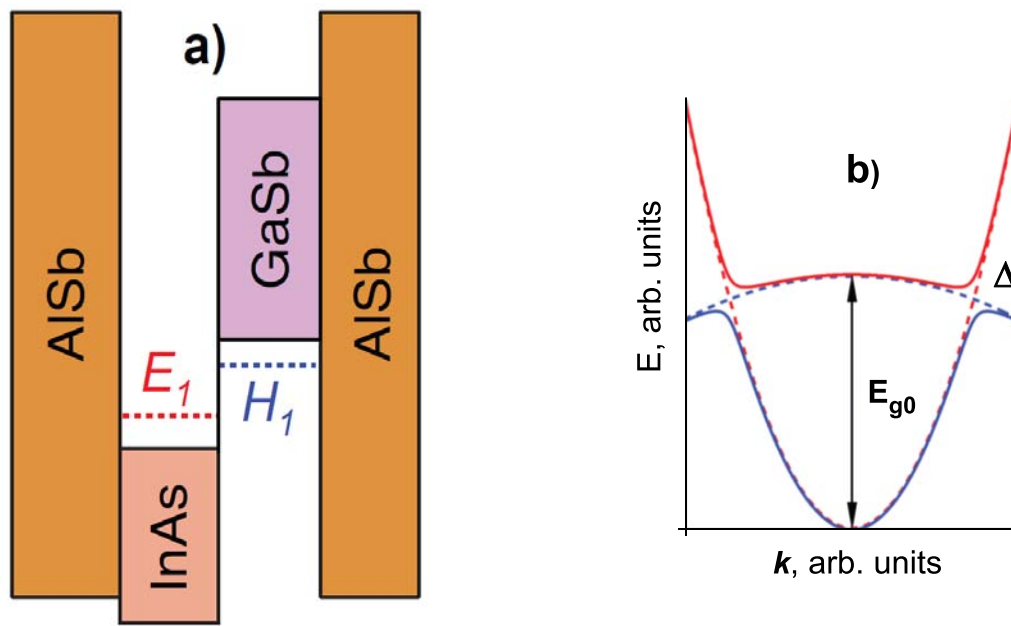 a)
AlSb
InAs
GaSb
AlSb
E1
H1
b)
E, arb. units
Δ
Eg0
k, arb. units